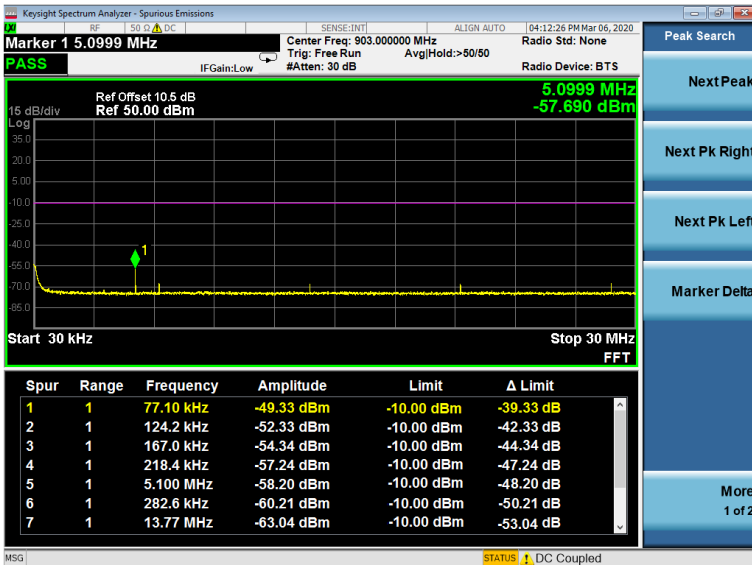 Keysight Spectrum Analyzer - Spurious Emissions
LXI RF 50 Ω DC SENSE:INT ALIGN AUTO 04:12:26 PM Mar 06, 2020
Marker 1 5.0999 MHz Center Freq: 903.000000 MHz Radio Std: None
Trig: Free Run Avg|Hold:>50/50
PASS IFGain:Low #Atten: 30 dB Radio Device: BTS
Peak Search
Next Peak
Next Pk Right
Next Pk Left
Marker Delta
More
1 of 2
5.0999 MHz
Ref Offset 10.5 dB
15 dB/div Ref 50.00 dBm -57.690 dBm
Log
35.0
20.0
5.00
-10.0
-25.0
-40.0
-55.0
-70.0
-85.0
1
Start 30 kHz Stop 30 MHz
FFT
Spur Range Frequency Amplitude Limit Δ Limit
1 1 77.10 kHz -49.33 dBm -10.00 dBm -39.33 dB
2 1 124.2 kHz -52.33 dBm -10.00 dBm -42.33 dB
3 1 167.0 kHz -54.34 dBm -10.00 dBm -44.34 dB
4 1 218.4 kHz -57.24 dBm -10.00 dBm -47.24 dB
5 1 5.100 MHz -58.20 dBm -10.00 dBm -48.20 dB
6 1 282.6 kHz -60.21 dBm -10.00 dBm -50.21 dB
7 1 13.77 MHz -63.04 dBm -10.00 dBm -53.04 dB
MSG STATUS DC Coupled